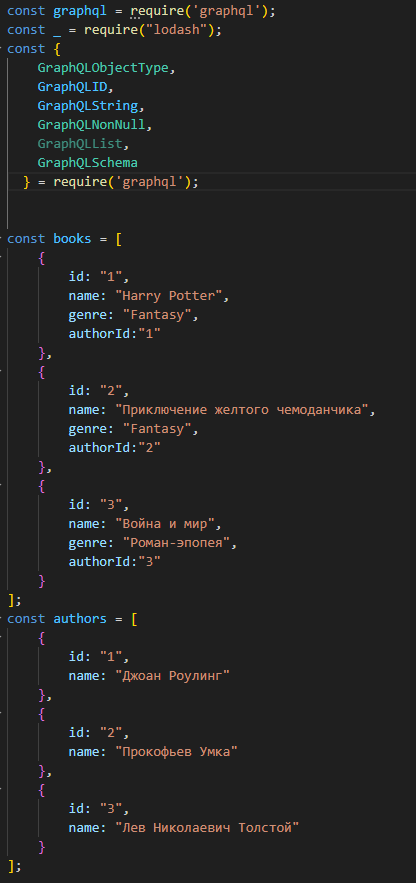 const graphql = require('graphql');
const _ = require("lodash");
const {
    GraphQLObjectType,
    GraphQLID,
    GraphQLString,
    GraphQLNonNull,
    GraphQLList,
    GraphQLSchema
  } = require('graphql');
const books = [
    {
        id: "1",
        name: "Harry Potter",
        genre: "Fantasy",
        authorId:"1"
    },
    {
        id: "2",
        name: "Приключение желтого чемоданчика",
        genre: "Fantasy",
        authorId:"2"
    },
    {
        id: "3",
        name: "Война и мир",
        genre: "Роман-эпопея",
        authorId:"3"
    }
];
const authors = [
    {
        id: "1",
        name: "Джоан Роулинг"
    },
    {
        id: "2",
        name: "Прокофьев Умка"
    },
    {
        id: "3",
        name: "Лев Николаевич Толстой"
    }
];